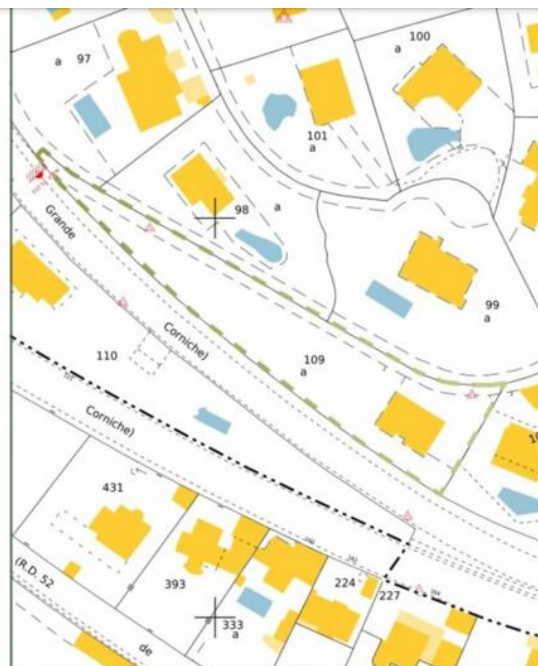 100
a
a 97
101
a
98 a
Grande
99
a
Corniche)
110
109
a
Corniche)
431
(R.D. 52
393
224
227
333
a
de